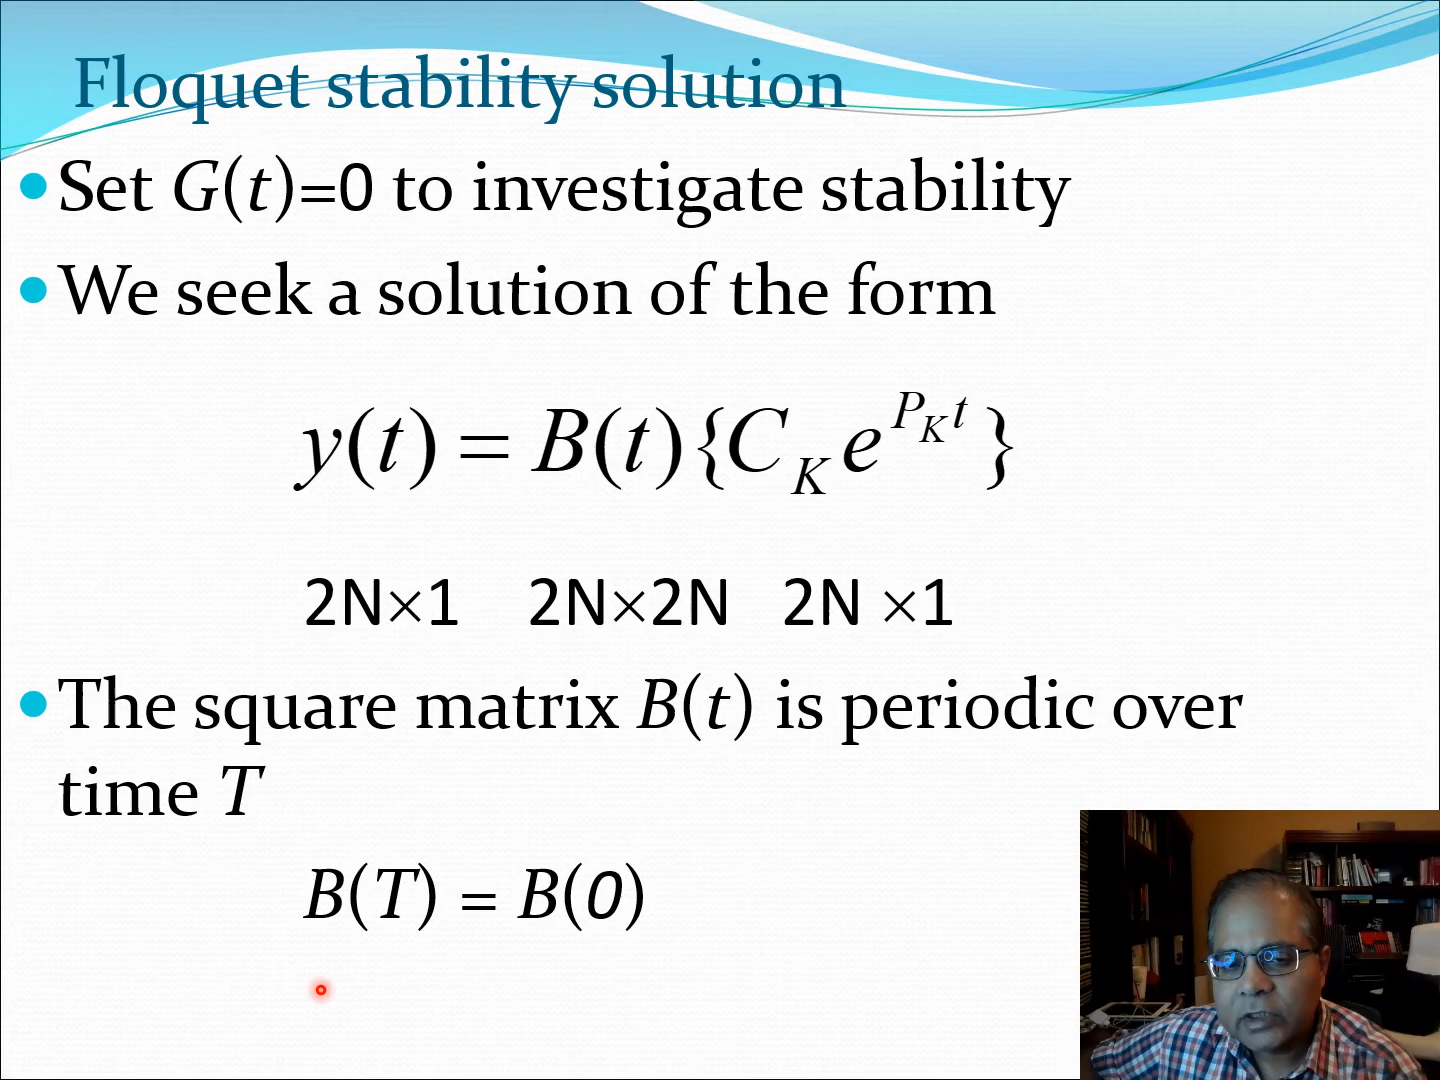 Floquet stability solution
Set G(t)=0 to investigate stability
We seek a solution of the form
y(t) = B(t){C_K e^{P_K t}}
2N×1 2N×2N 2N ×1
The square matrix B(t) is periodic over
time T
B(T) = B(0)